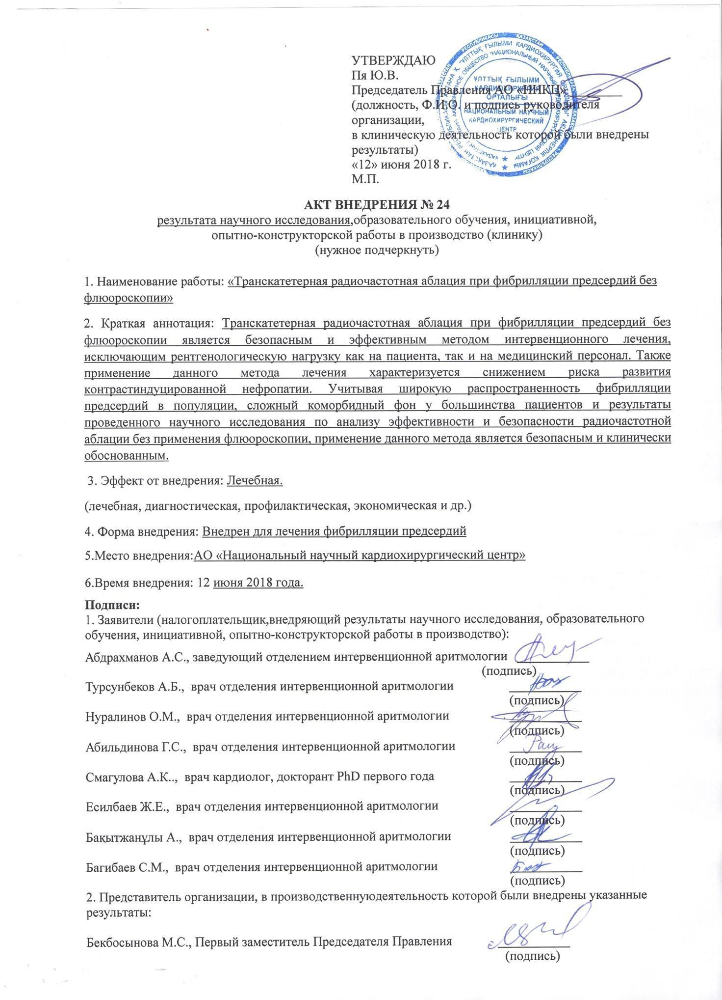 УТВЕРЖДАЮ
Пя Ю.В.
Председатель Правления АО «ННКЦ» ________
(должность, Ф.И.О. и подпись руководителя
организации,
в клиническую деятельность которой были внедрены
результаты)
«12» июня 2018 г.
М.П.
ҰЛТТЫҚ ҒЫЛЫМИ
КАРДИОХИРУРГИЯ
ОРТАЛЫҒЫ
НАЦИОНАЛЬНЫЙ НАУЧНЫЙ
КАРДИОХИРУРГИЧЕСКИЙ
ЦЕНТР
АКТ ВНЕДРЕНИЯ № 24
результата научного исследования,образовательного обучения, инициативной,
опытно-конструкторской работы в производство (клинику)
(нужное подчеркнуть)
1. Наименование работы: «Транскатетерная радиочастотная аблация при фибрилляции предсердий без
флюороскопии»
2. Краткая аннотация: Транскатетерная радиочастотная аблация при фибрилляции предсердий без
флюороскопии является безопасным и эффективным методом интервенционного лечения,
исключающим рентгенологическую нагрузку как на пациента, так и на медицинский персонал. Также
применение данного метода лечения характеризуется снижением риска развития
контрастиндуцированной нефропатии. Учитывая широкую распространенность фибрилляции
предсердий в популяции, сложный коморбидный фон у большинства пациентов и результаты
проведенного научного исследования по анализу эффективности и безопасности радиочастотной
аблации без применения флюороскопии, применение данного метода является безопасным и клинически
обоснованным.
3. Эффект от внедрения: Лечебная.
(лечебная, диагностическая, профилактическая, экономическая и др.)
4. Форма внедрения: Внедрен для лечения фибрилляции предсердий
5.Место внедрения:АО «Национальный научный кардиохирургический центр»
6.Время внедрения: 12 июня 2018 года.
Подписи:
1. Заявители (налогоплательщик,внедряющий результаты научного исследования, образовательного
обучения, инициативной, опытно-конструкторской работы в производство):
Абдрахманов А.С., заведующий отделением интервенционной аритмологии ___________
(подпись)
Турсунбеков А.Б., врач отделения интервенционной аритмологии ___________
(подпись)
Нуралинов О.М., врач отделения интервенционной аритмологии ___________
(подпись)
Абильдинова Г.С., врач отделения интервенционной аритмологии ___________
(подпись)
Смагулова А.К.., врач кардиолог, докторант PhD первого года ___________
(подпись)
Есилбаев Ж.Е., врач отделения интервенционной аритмологии ___________
(подпись)
Бақытжанұлы А., врач отделения интервенционной аритмологии ___________
(подпись)
Багибаев С.М., врач отделения интервенционной аритмологии ___________
(подпись)
2. Представитель организации, в производственнуюдеятельность которой были внедрены указанные
результаты:
Бекбосынова М.С., Первый заместитель Председателя Правления ___________
(подпись)